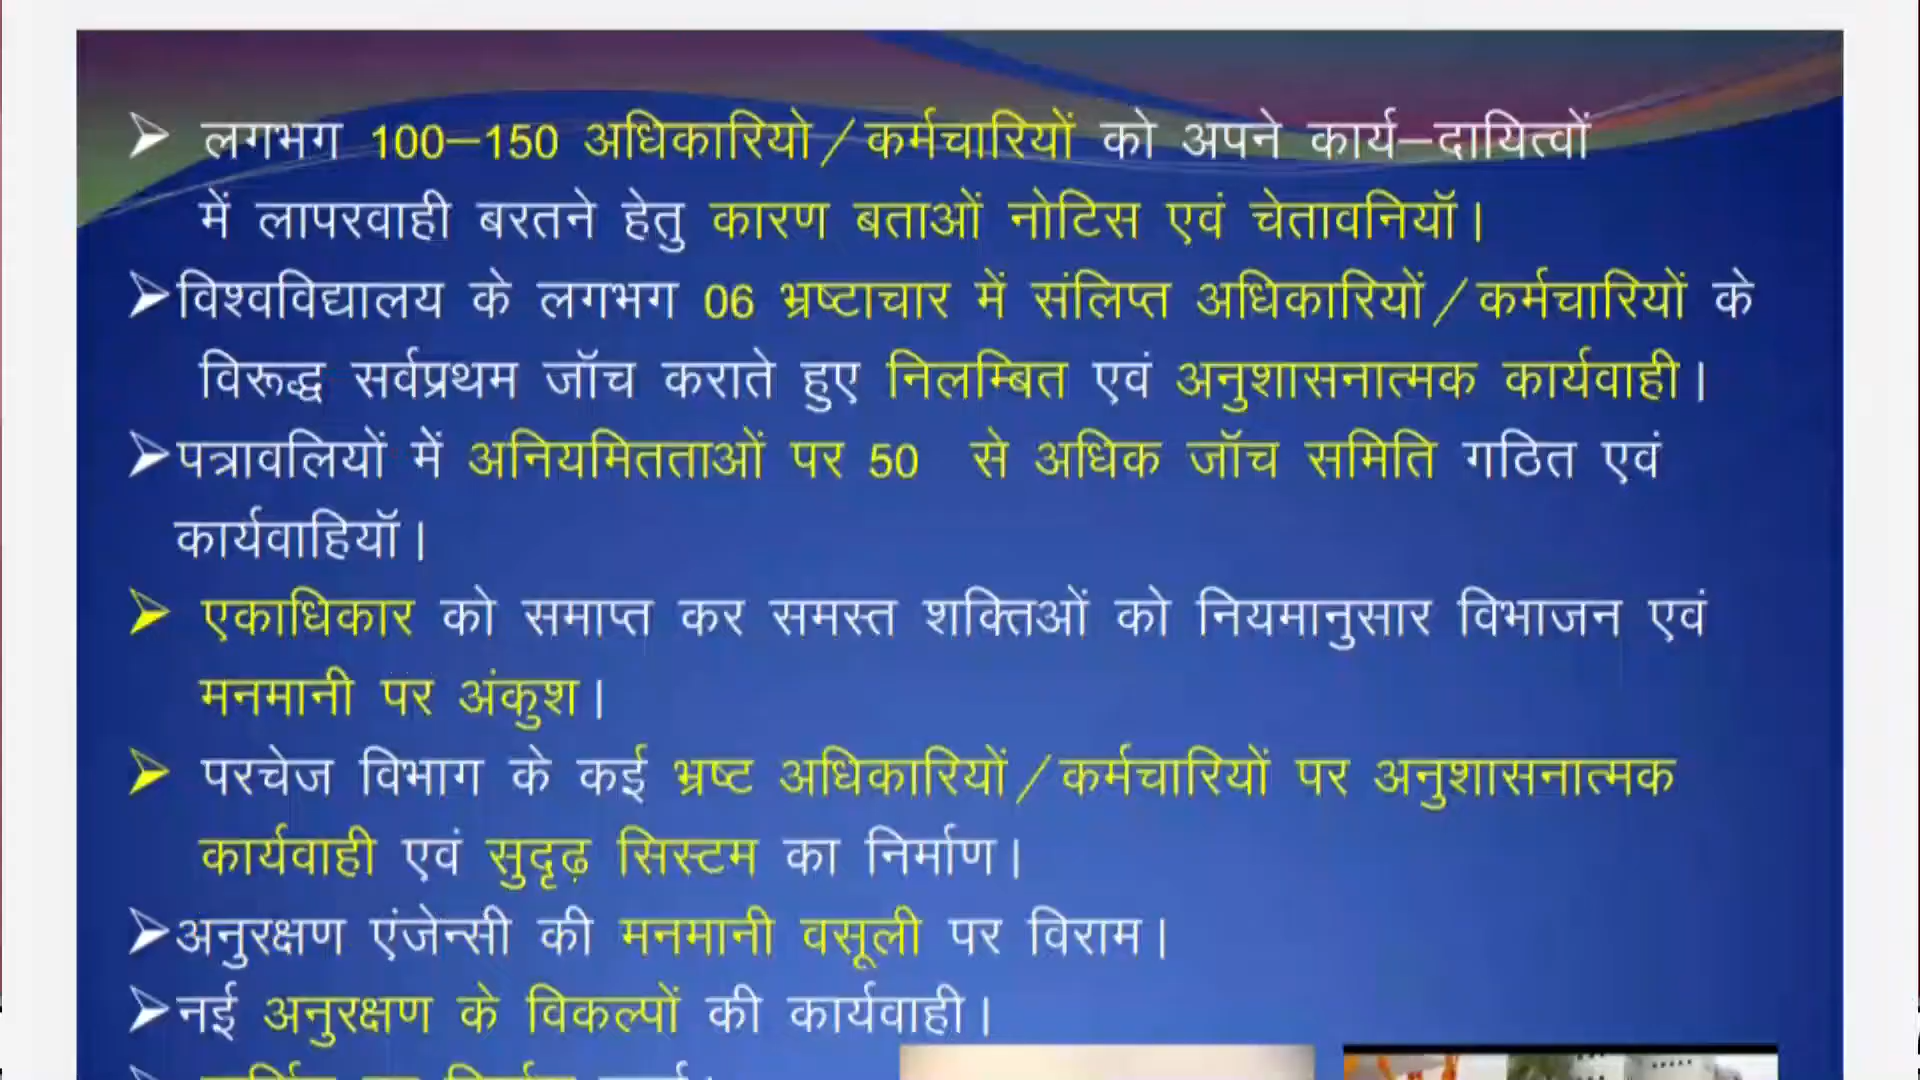 ➢ लगभग 100–150 अधिकारियो/कर्मचारियों को अपने कार्य–दायित्वों
में लापरवाही बरतने हेतु कारण बताओं नोटिस एवं चेतावनियॉ।
➢विश्वविद्यालय के लगभग 06 भ्रष्टाचार में संलिप्त अधिकारियों/कर्मचारियों के
विरूद्ध सर्वप्रथम जॉच कराते हुए निलम्बित एवं अनुशासनात्मक कार्यवाही।
➢पत्रावलियों में अनियमितताओं पर 50 से अधिक जॉच समिति गठित एवं
कार्यवाहियॉ।
➢ एकाधिकार को समाप्त कर समस्त शक्तिओं को नियमानुसार विभाजन एवं
मनमानी पर अंकुश।
➢ परचेज विभाग के कई भ्रष्ट अधिकारियों/कर्मचारियों पर अनुशासनात्मक
कार्यवाही एवं सुदृढ़ सिस्टम का निर्माण।
➢अनुरक्षण एंजेन्सी की मनमानी वसूली पर विराम।
➢नई अनुरक्षण के विकल्पों की कार्यवाही।